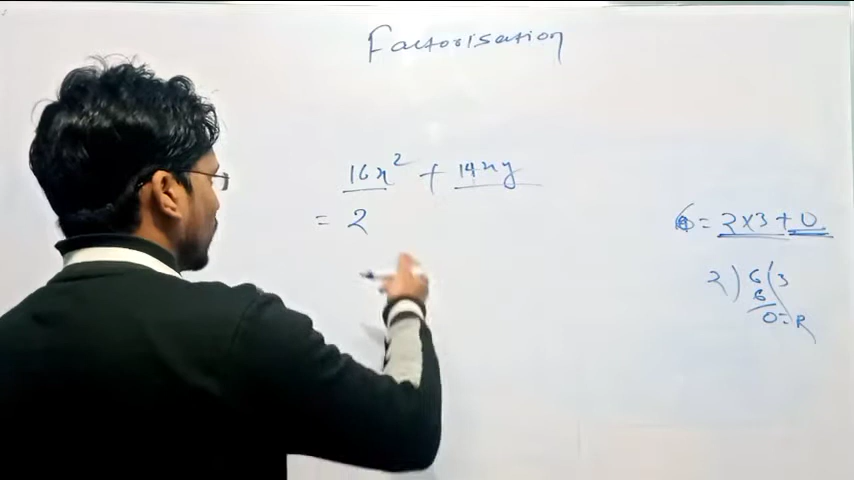 Factorisation
16x² + 14xy
= 2
6 = 2×3+0
2) 6 (3
6
0 = R